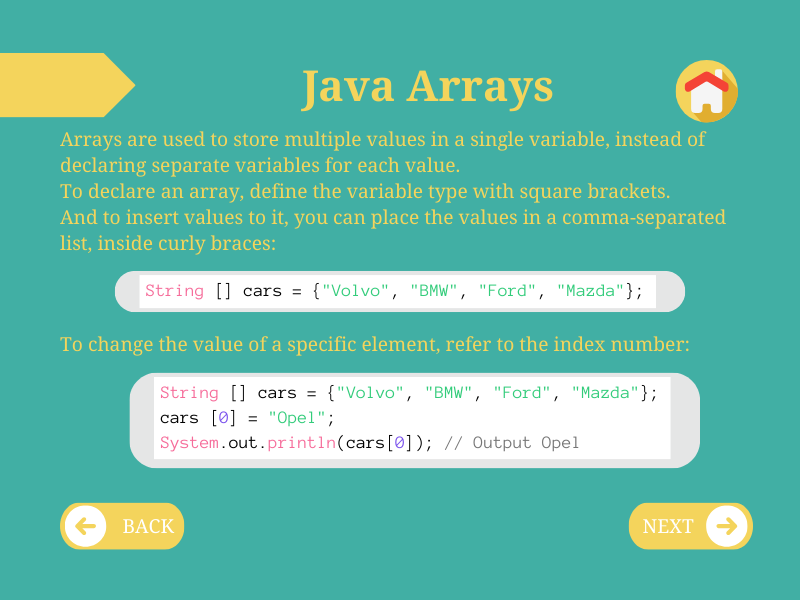 Java Arrays
Arrays are used to store multiple values in a single variable, instead of
declaring separate variables for each value.
To declare an array, define the variable type with square brackets.
And to insert values to it, you can place the values in a comma-separated
list, inside curly braces:
String [] cars = {"Volvo", "BMW", "Ford", "Mazda"};
To change the value of a specific element, refer to the index number:
String [] cars = {"Volvo", "BMW", "Ford", "Mazda"};
cars [0] = "Opel";
System.out.println(cars[0]); // Output Opel
BACK
NEXT